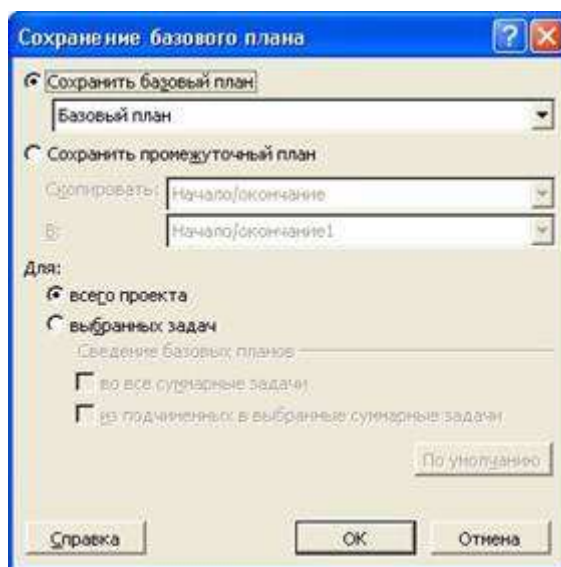 Сохранение базового плана
Сохранить базовый план
Базовый план
Сохранить промежуточный план
Скопировать: Начало/окончание
В: Начало/окончание1
Для:
всего проекта
выбранных задач
Сведение базовых планов
во все суммарные задачи
из подчиненных в выбранные суммарные задачи
По умолчанию
Справка OK Отмена